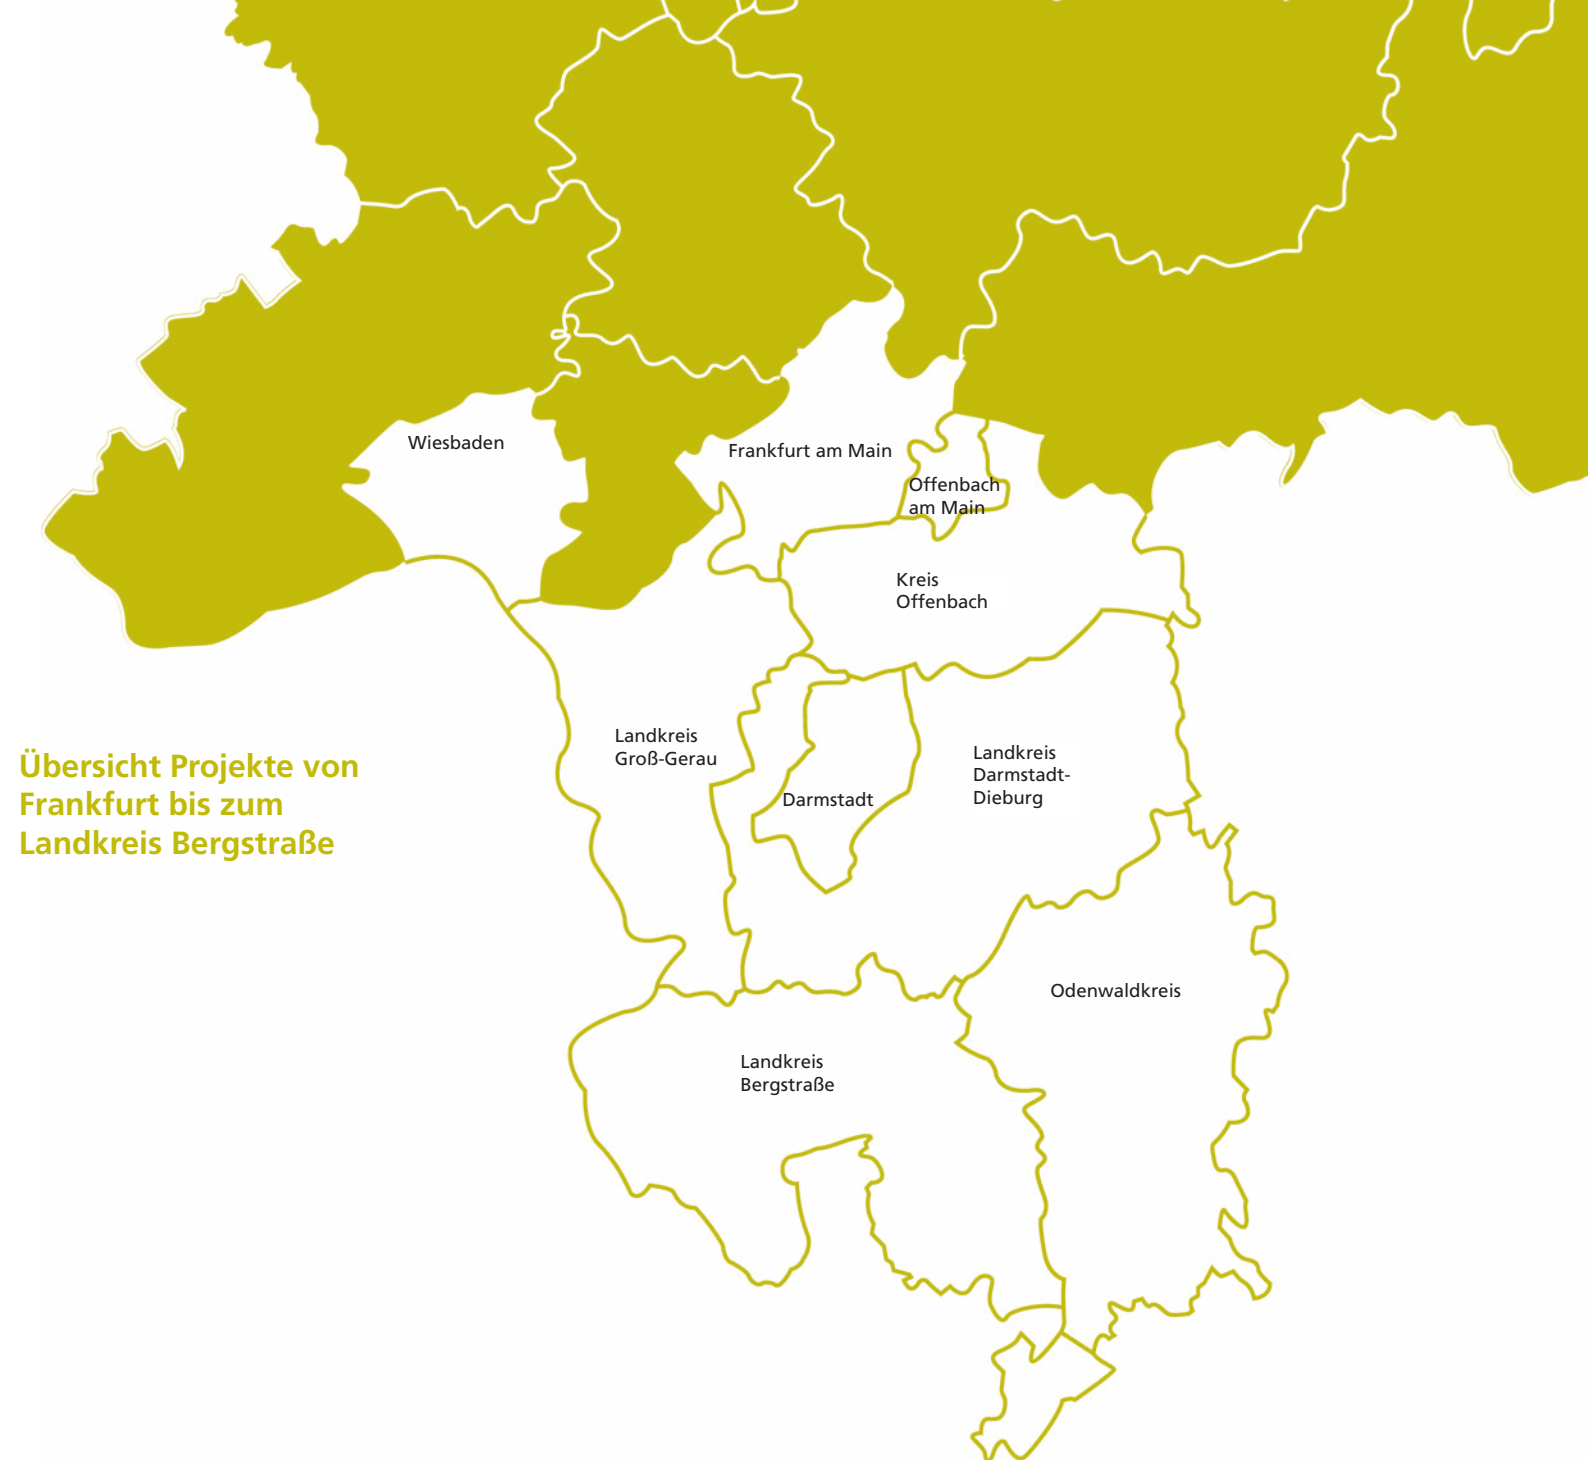 Wiesbaden
Frankfurt am Main
Offenbach
am Main
Kreis
Offenbach
Landkreis
Groß-Gerau
Landkreis
Darmstadt-
Dieburg
Darmstadt
Übersicht Projekte von
Frankfurt bis zum
Landkreis Bergstraße
Odenwaldkreis
Landkreis
Bergstraße